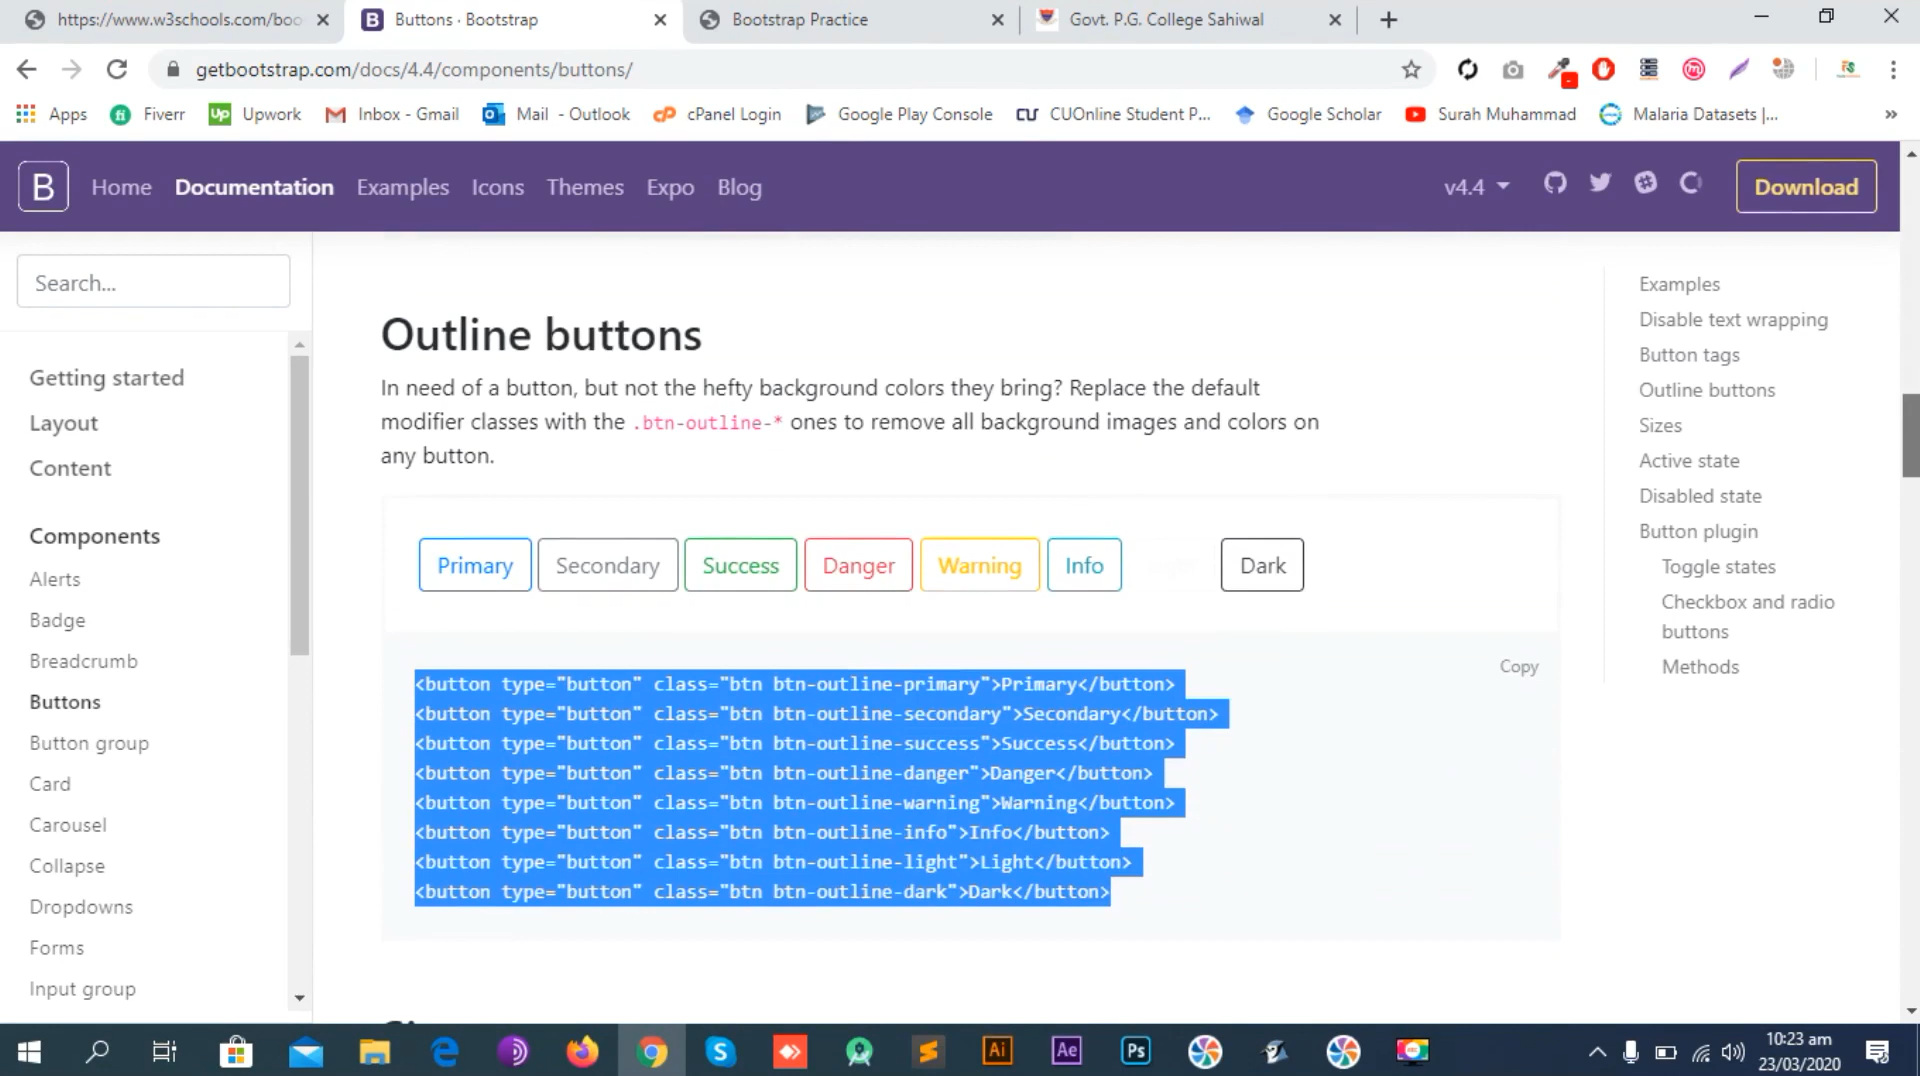 https://www.w3schools.com/boo
Buttons · Bootstrap
Bootstrap Practice
Govt. P.G. College Sahiwal
getbootstrap.com/docs/4.4/components/buttons/
Apps
Fiverr
Upwork
Inbox - Gmail
Mail - Outlook
cPanel Login
Google Play Console
CUOnline Student P...
Google Scholar
Surah Muhammad
Malaria Datasets |...
»
B
Home
Documentation
Examples
Icons
Themes
Expo
Blog
v4.4
Download
Search...
Getting started
Layout
Content
Components
Alerts
Badge
Breadcrumb
Buttons
Button group
Card
Carousel
Collapse
Dropdowns
Forms
Input group
Outline buttons
In need of a button, but not the hefty background colors they bring? Replace the default
modifier classes with the .btn-outline-* ones to remove all background images and colors on
any button.
Primary
Secondary
Success
Danger
Warning
Info
Dark
Copy
<button type="button" class="btn btn-outline-primary">Primary</button>
<button type="button" class="btn btn-outline-secondary">Secondary</button>
<button type="button" class="btn btn-outline-success">Success</button>
<button type="button" class="btn btn-outline-danger">Danger</button>
<button type="button" class="btn btn-outline-warning">Warning</button>
<button type="button" class="btn btn-outline-info">Info</button>
<button type="button" class="btn btn-outline-light">Light</button>
<button type="button" class="btn btn-outline-dark">Dark</button>
Examples
Disable text wrapping
Button tags
Outline buttons
Sizes
Active state
Disabled state
Button plugin
Toggle states
Checkbox and radio
buttons
Methods
Ai
Ae
Ps
10:23 am
23/03/2020